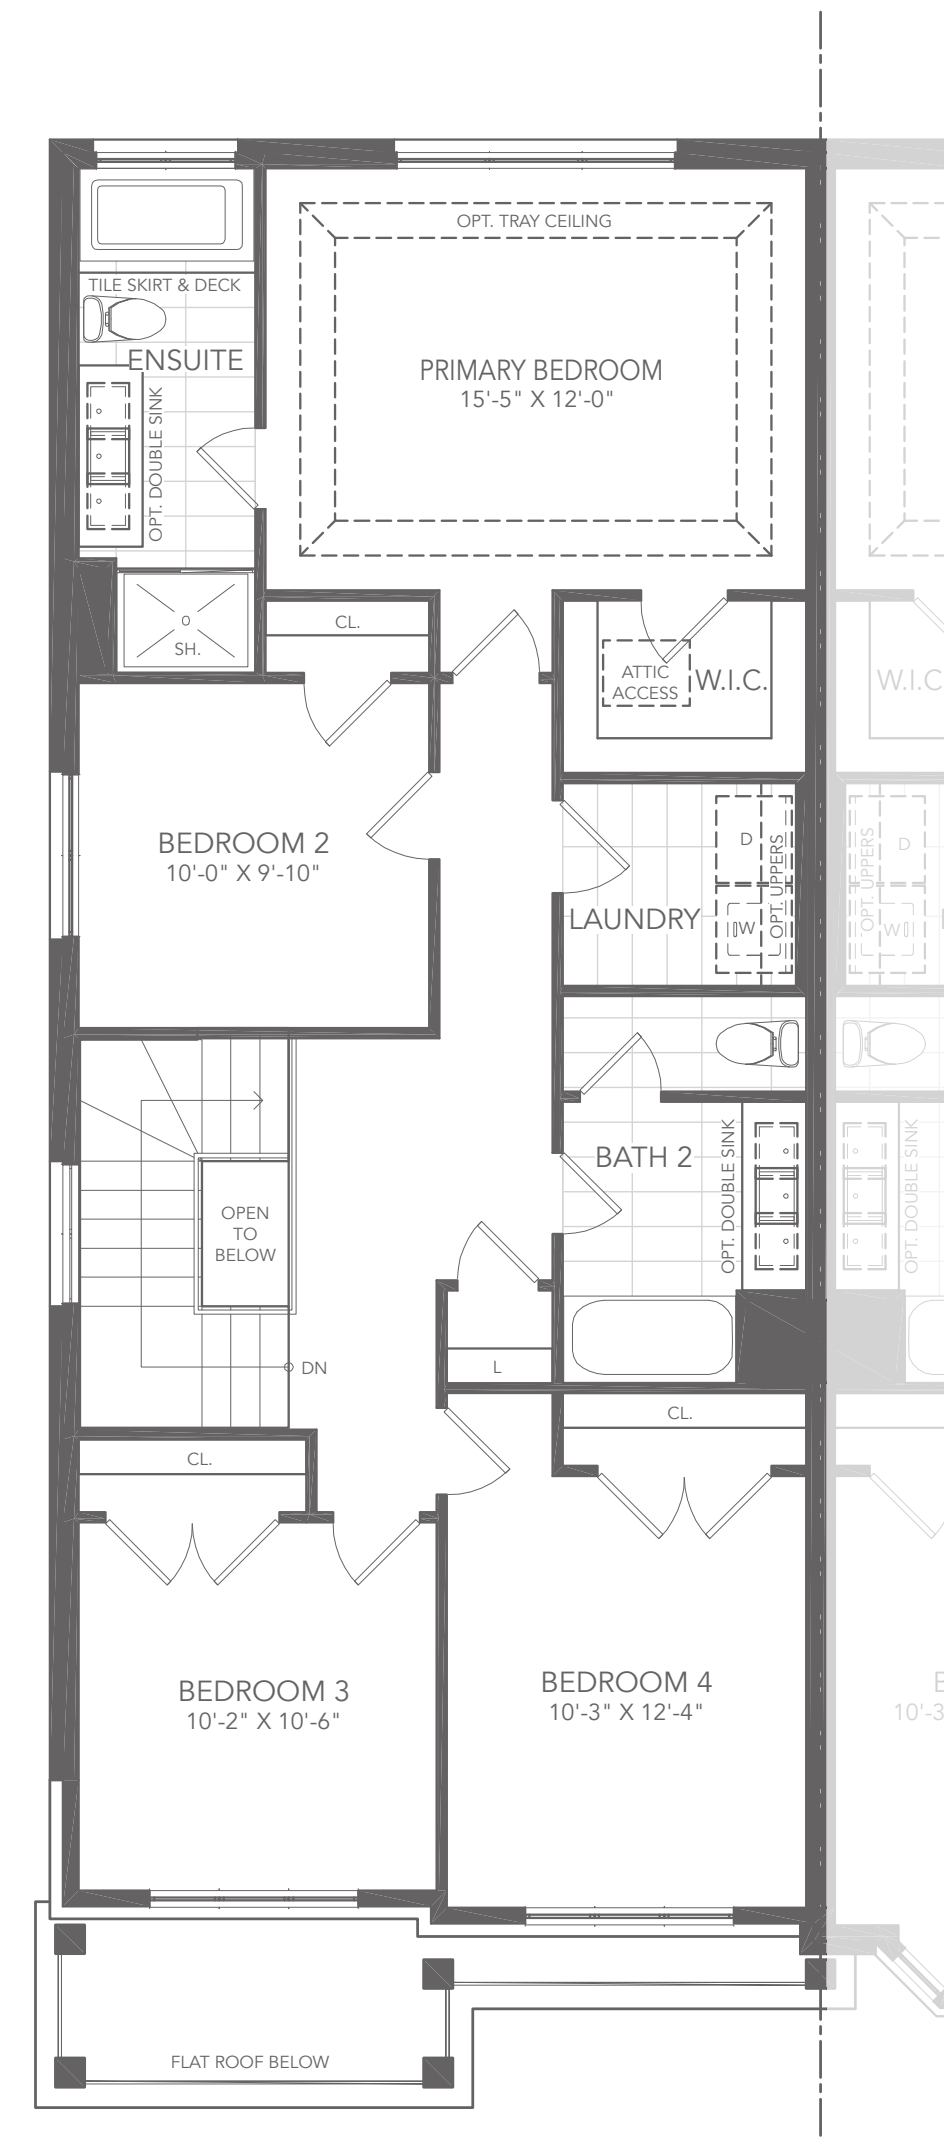 OPT. TRAY CEILING
TILE SKIRT & DECK
ENSUITE
OPT. DOUBLE SINK
PRIMARY BEDROOM
15'-5" X 12'-0"
SH.
CL.
ATTIC
ACCESS
W.I.C.
W.I.C
BEDROOM 2
10'-0" X 9'-10"
D
OPT. UPPERS
W
LAUNDRY
OPT. UPPERS
D
W
BATH 2
OPT. DOUBLE SINK
OPT. DOUBLE SINK
OPEN
TO
BELOW
DN
L
CL.
CL.
BEDROOM 3
10'-2" X 10'-6"
BEDROOM 4
10'-3" X 12'-4"
B
10'-3
FLAT ROOF BELOW